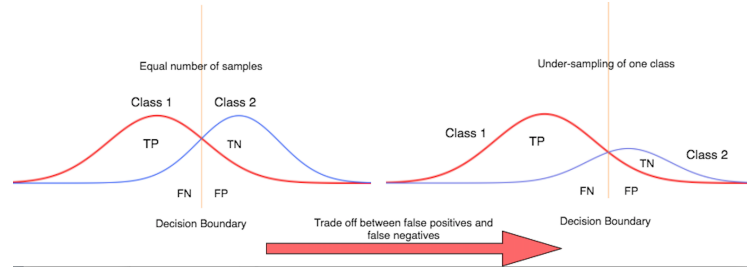 Equal number of samples
Class 1
Class 2
TP
TN
FN
FP
Decision Boundary
Under-sampling of one class
Class 1
TP
Class 2
TN
FN
FP
Decision Boundary
Trade off between false positives and
false negatives